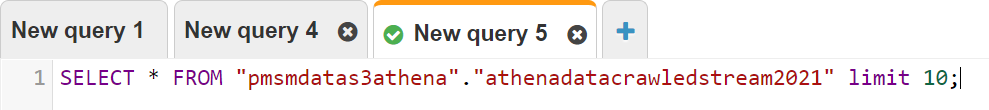 New query 1 New query 4 New query 5 +
1 SELECT * FROM "pmsmdatas3athena"."athenadatacrawledstream2021" limit 10;